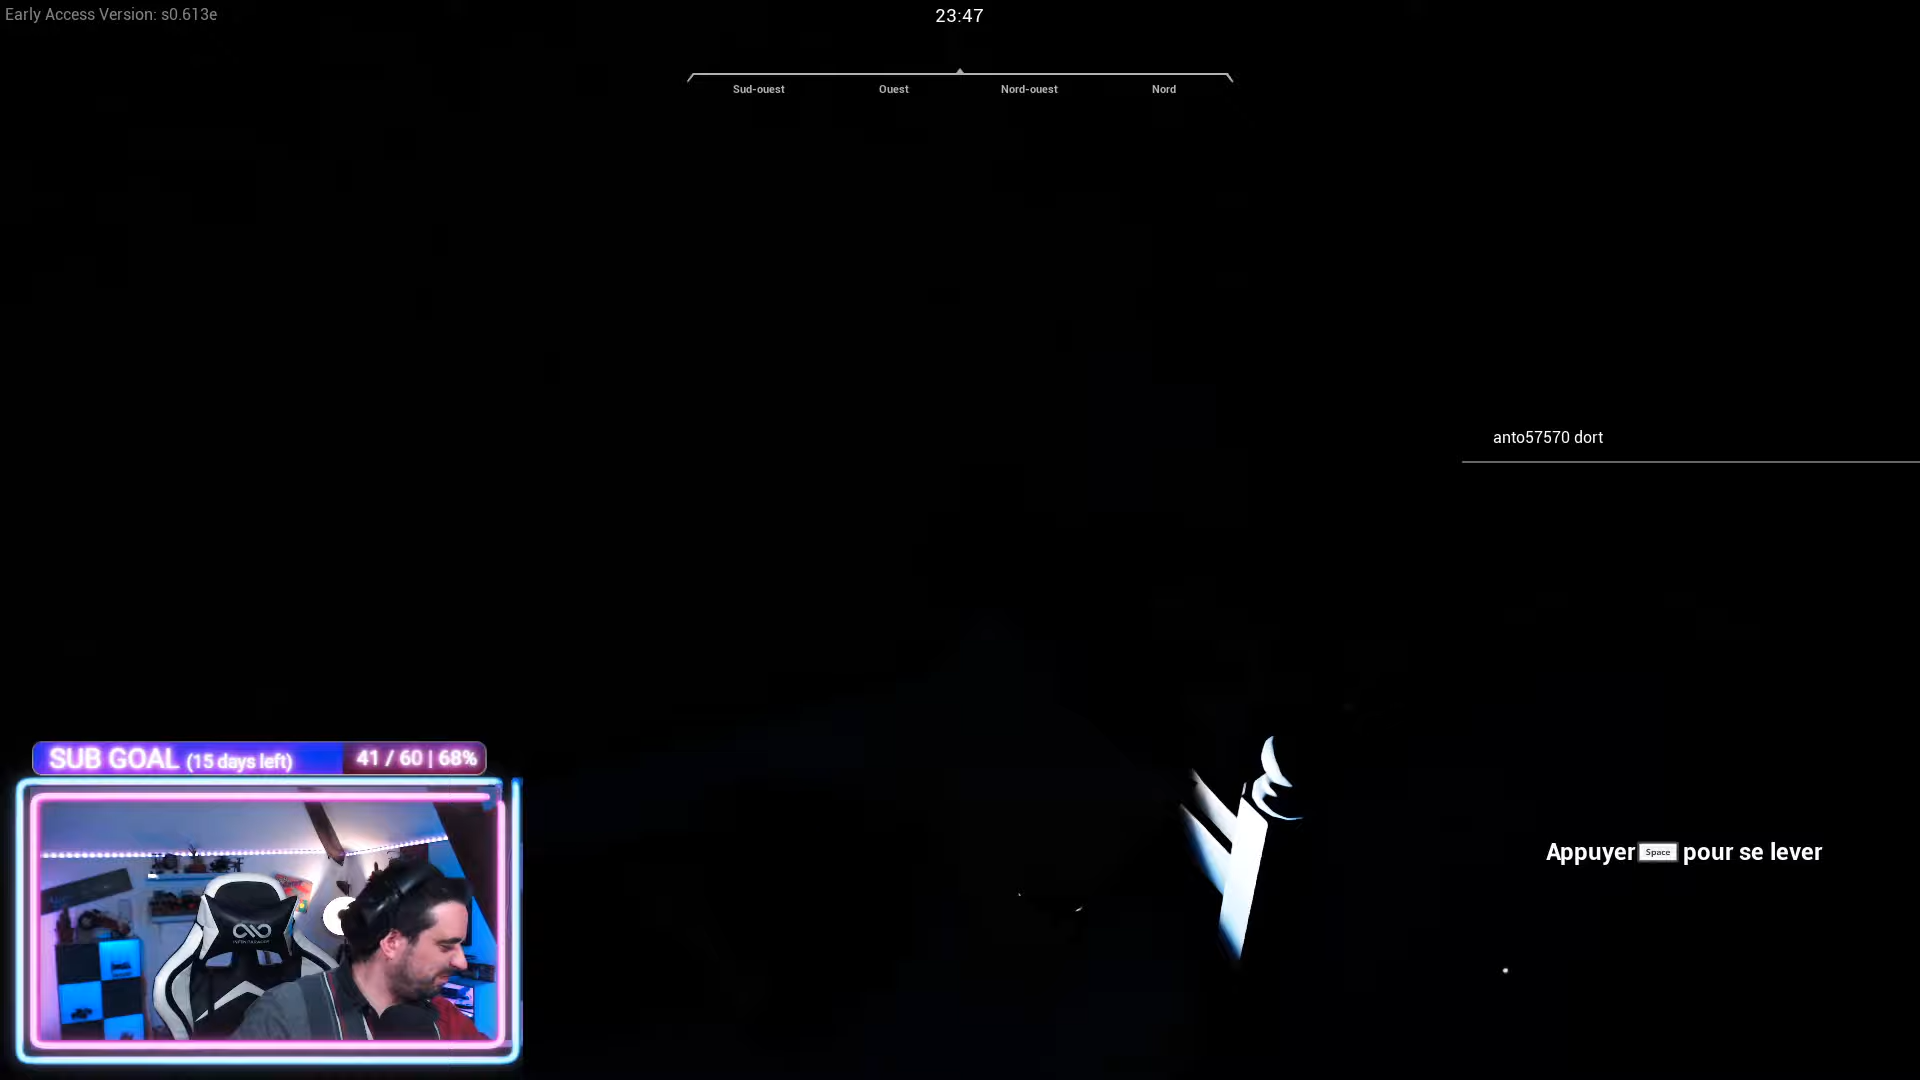 Early Access Version: s0.613e
23:47
Sud-ouest Ouest Nord-ouest Nord
anto57570 dort
SUB GOAL (15 days left) 41 / 60 | 68%
Appuyer Space pour se lever